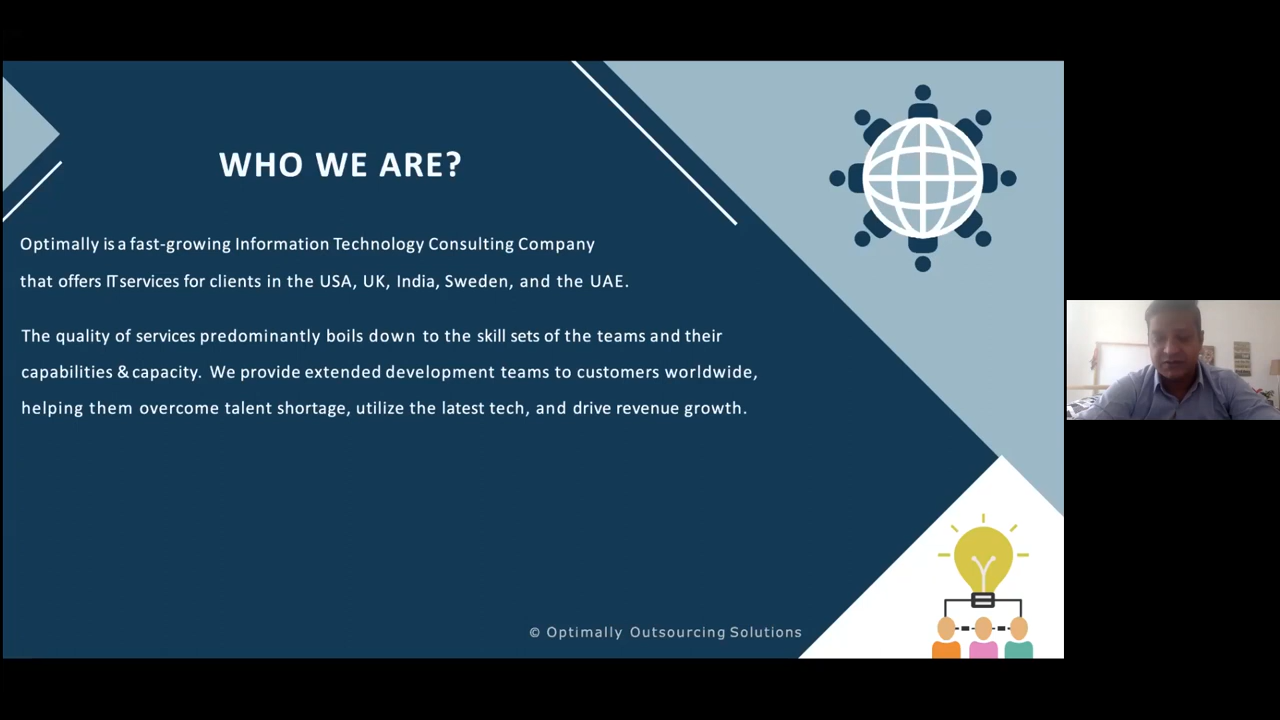 WHO WE ARE?
Optimally is a fast-growing Information Technology Consulting Company
that offers IT services for clients in the USA, UK, India, Sweden, and the UAE.
The quality of services predominantly boils down to the skill sets of the teams and their
capabilities & capacity. We provide extended development teams to customers worldwide,
helping them overcome talent shortage, utilize the latest tech, and drive revenue growth.
© Optimally Outsourcing Solutions